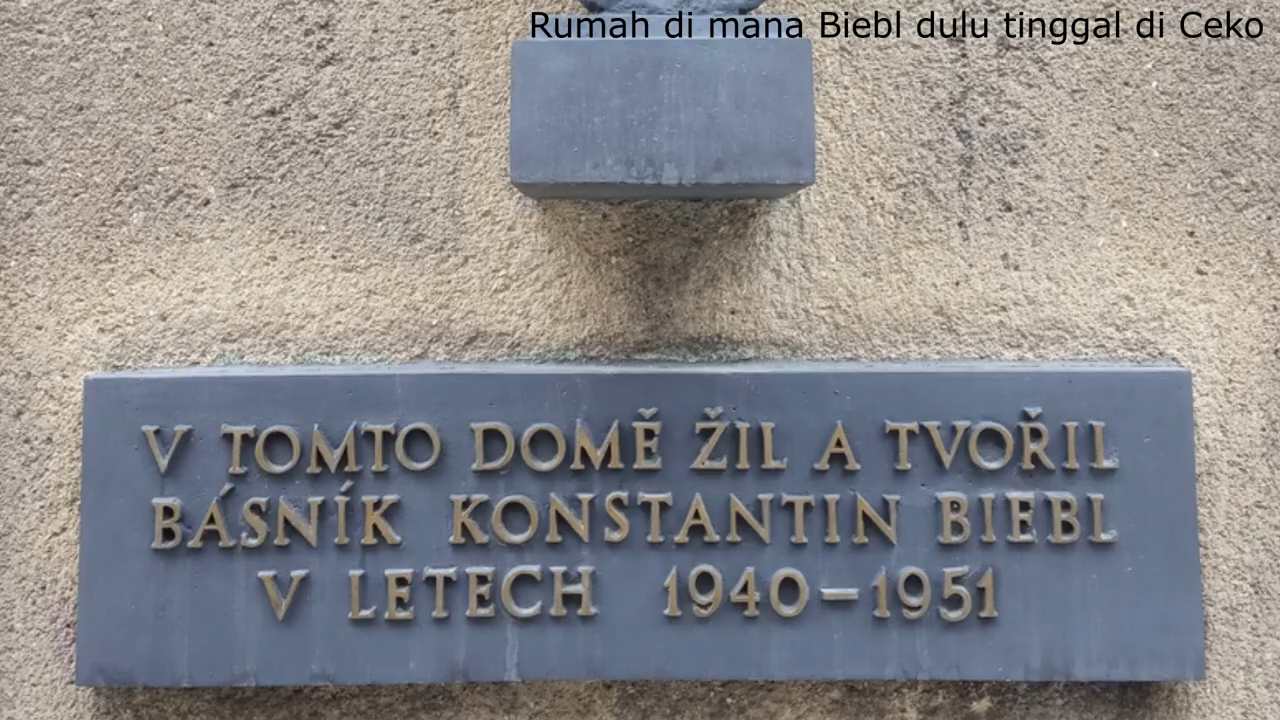 Rumah di mana Biebl dulu tinggal di Ceko
V TOMTO DOMĚ ŽIL A TVOŘIL
BÁSNÍK KONSTANTIN BIEBL
V LETECH 1940–1951